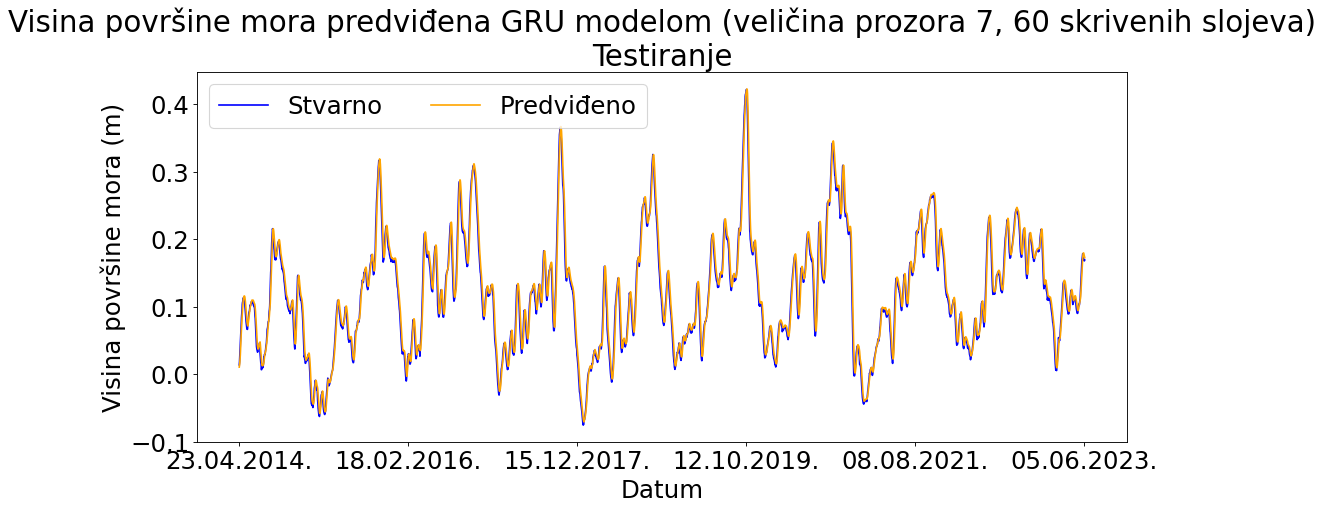 Visina površine mora predviđena GRU modelom (veličina prozora 7, 60 skrivenih slojeva)
Testiranje
Stvarno
Predviđeno
Visina površine mora (m)
0.4
0.3
0.2
0.1
0.0
−0.1
23.04.2014. 18.02.2016. 15.12.2017. 12.10.2019. 08.08.2021. 05.06.2023.
Datum